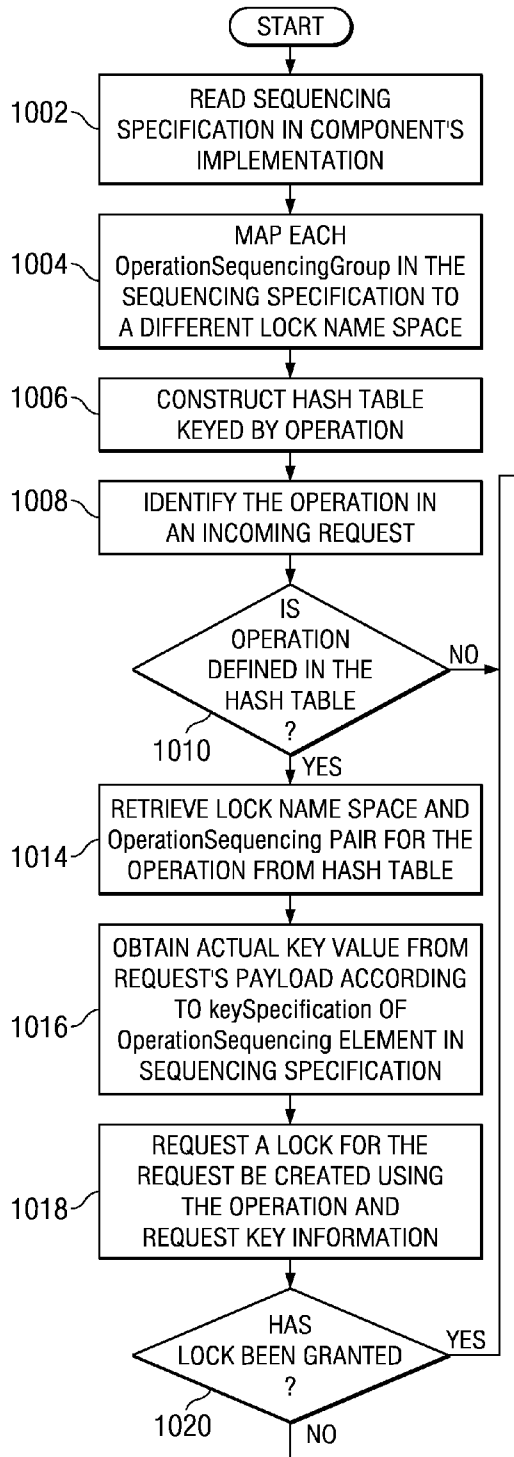 START
1002
READ SEQUENCING
SPECIFICATION IN COMPONENT'S
IMPLEMENTATION
1004
MAP EACH
OperationSequencingGroup IN THE
SEQUENCING SPECIFICATION TO
A DIFFERENT LOCK NAME SPACE
1006
CONSTRUCT HASH TABLE
KEYED BY OPERATION
1008
IDENTIFY THE OPERATION IN
AN INCOMING REQUEST
IS
OPERATION
DEFINED IN THE
HASH TABLE
?
NO
1010
YES
1014
RETRIEVE LOCK NAME SPACE AND
OperationSequencing PAIR FOR THE
OPERATION FROM HASH TABLE
1016
OBTAIN ACTUAL KEY VALUE FROM
REQUEST'S PAYLOAD ACCORDING
TO keySpecification OF
OperationSequencing ELEMENT IN
SEQUENCING SPECIFICATION
1018
REQUEST A LOCK FOR THE
REQUEST BE CREATED USING
THE OPERATION AND
REQUEST KEY INFORMATION
HAS
LOCK BEEN GRANTED
?
YES
1020
NO